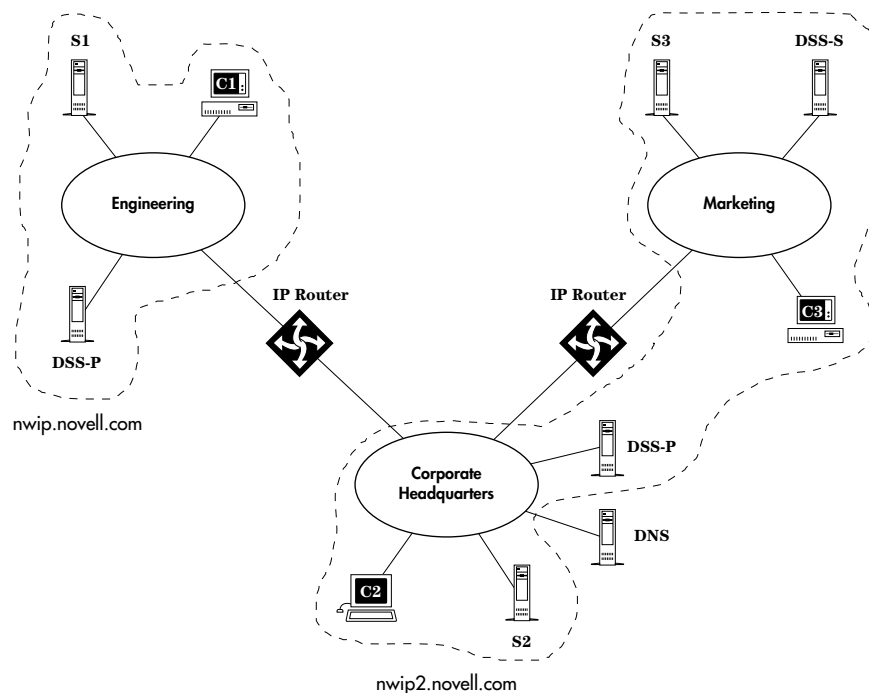 S1
C1
S3
DSS-S
Engineering
Marketing
IP Router
IP Router
C3
DSS-P
nwip.novell.com
DSS-P
Corporate
Headquarters
DNS
C2
S2
nwip2.novell.com